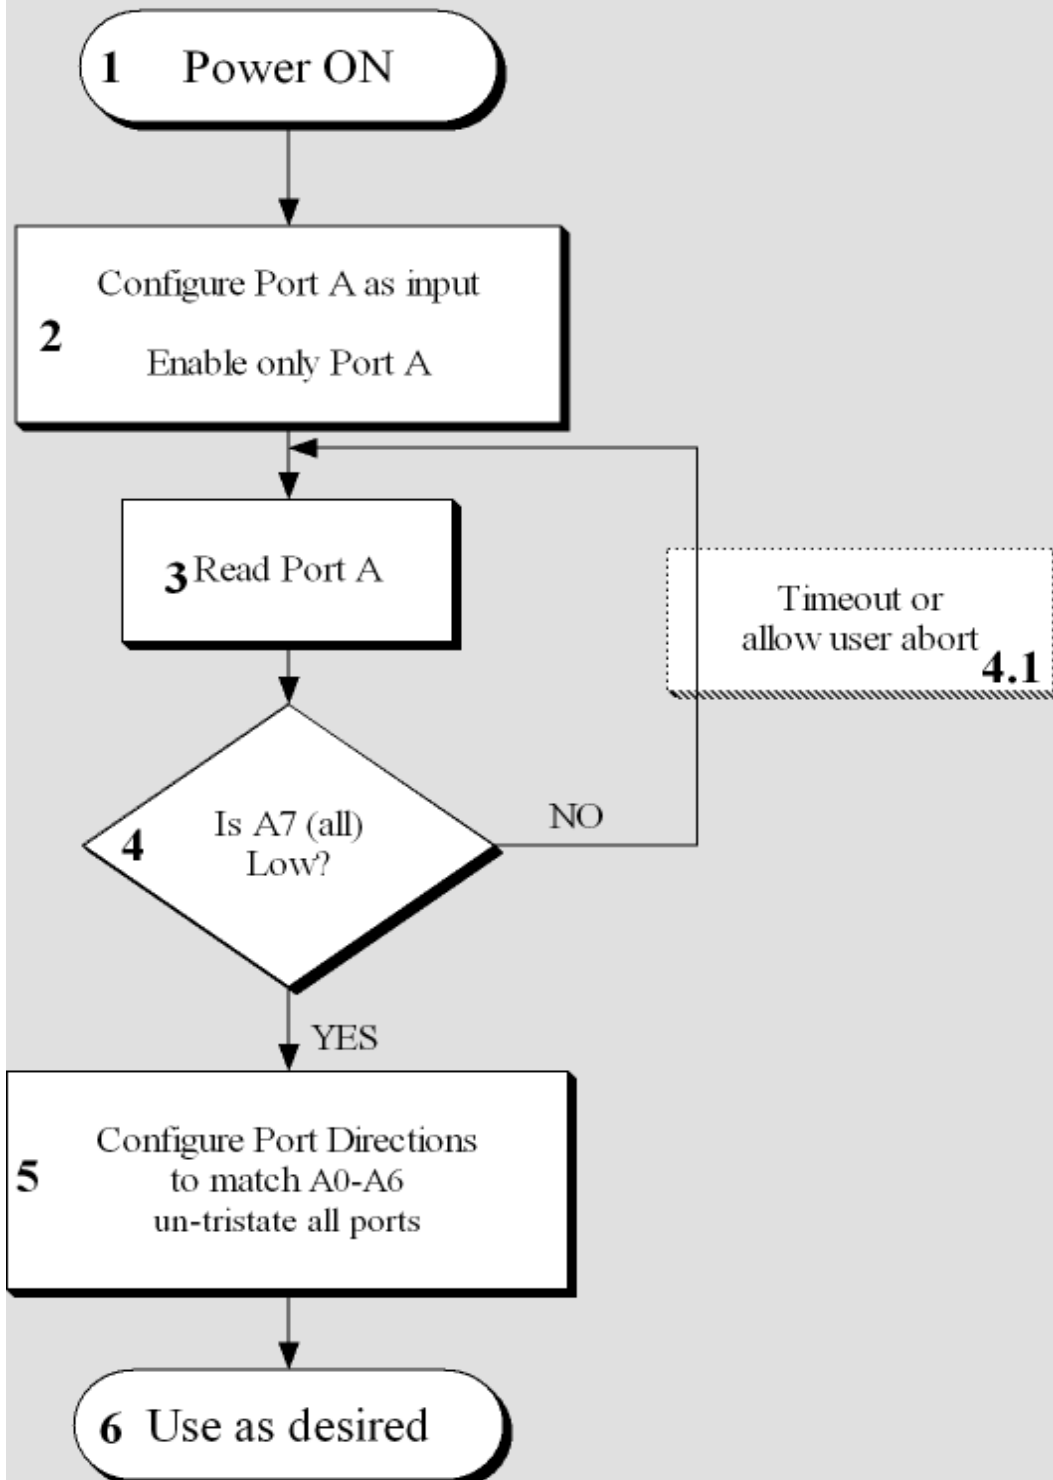 1 Power ON
Configure Port A as input
2
Enable only Port A
3 Read Port A
Timeout or
allow user abort
4.1
Is A7 (all)
4
Low?
NO
YES
Configure Port Directions
5
to match A0-A6
un-tristate all ports
6 Use as desired